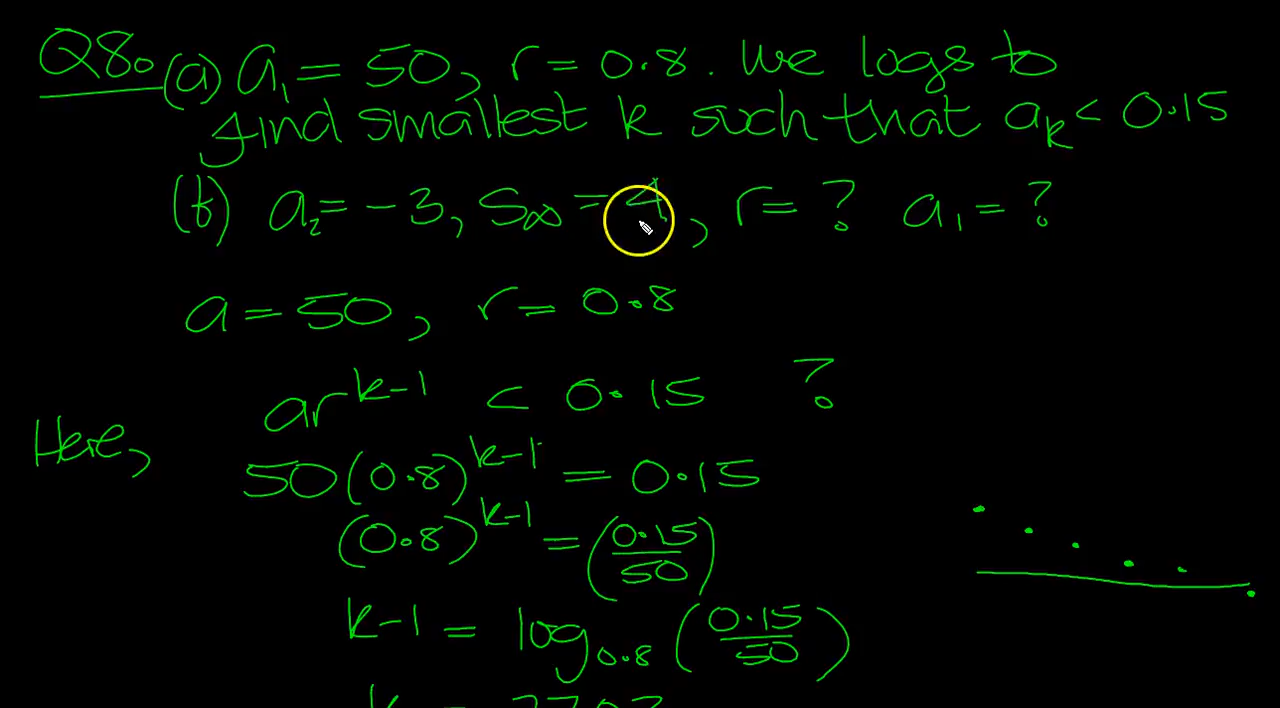 Q8. (a) a₁ = 50, r = 0.8. We logs to
find smallest k such that aₖ < 0.15
(b) a₂ = -3, S∞ = 4, r = ? a₁ = ?
a = 50, r = 0.8
ar^(k-1) < 0.15 ?
Here,
50(0.8)^(k-1) = 0.15
(0.8)^(k-1) = (0.15/50)
k-1 = log₀.₈(0.15/50)